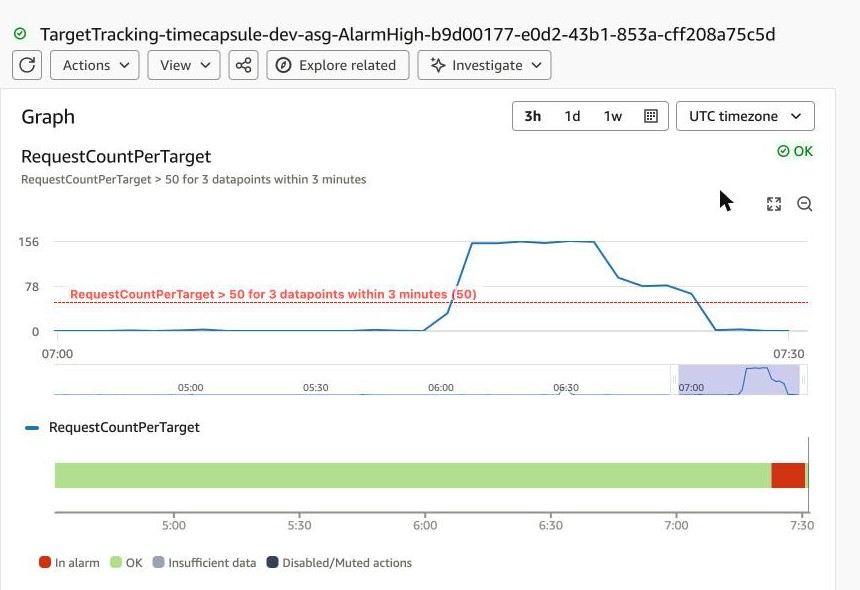 TargetTracking-timecapsule-dev-asg-AlarmHigh-b9d00177-e0d2-43b1-853a-cff208a75c5d
Actions View Explore related Investigate
Graph 3h 1d 1w UTC timezone
RequestCountPerTarget OK
RequestCountPerTarget > 50 for 3 datapoints within 3 minutes
156
78
RequestCountPerTarget > 50 for 3 datapoints within 3 minutes (50)
0
07:00 07:30
05:00 05:30 06:00 06:30 07:00
RequestCountPerTarget
5:00 5:30 6:00 6:30 7:00 7:30
In alarm OK Insufficient data Disabled/Muted actions